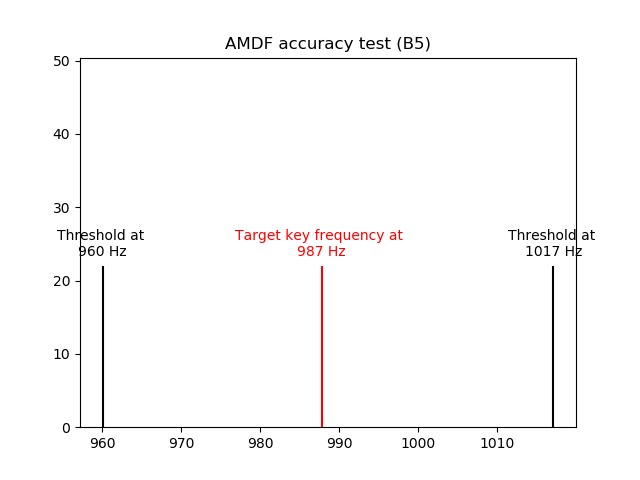 AMDF accuracy test (B5)
50
40
30
20
10
0
Threshold at
960 Hz
Target key frequency at
987 Hz
Threshold at
1017 Hz
960 970 980 990 1000 1010